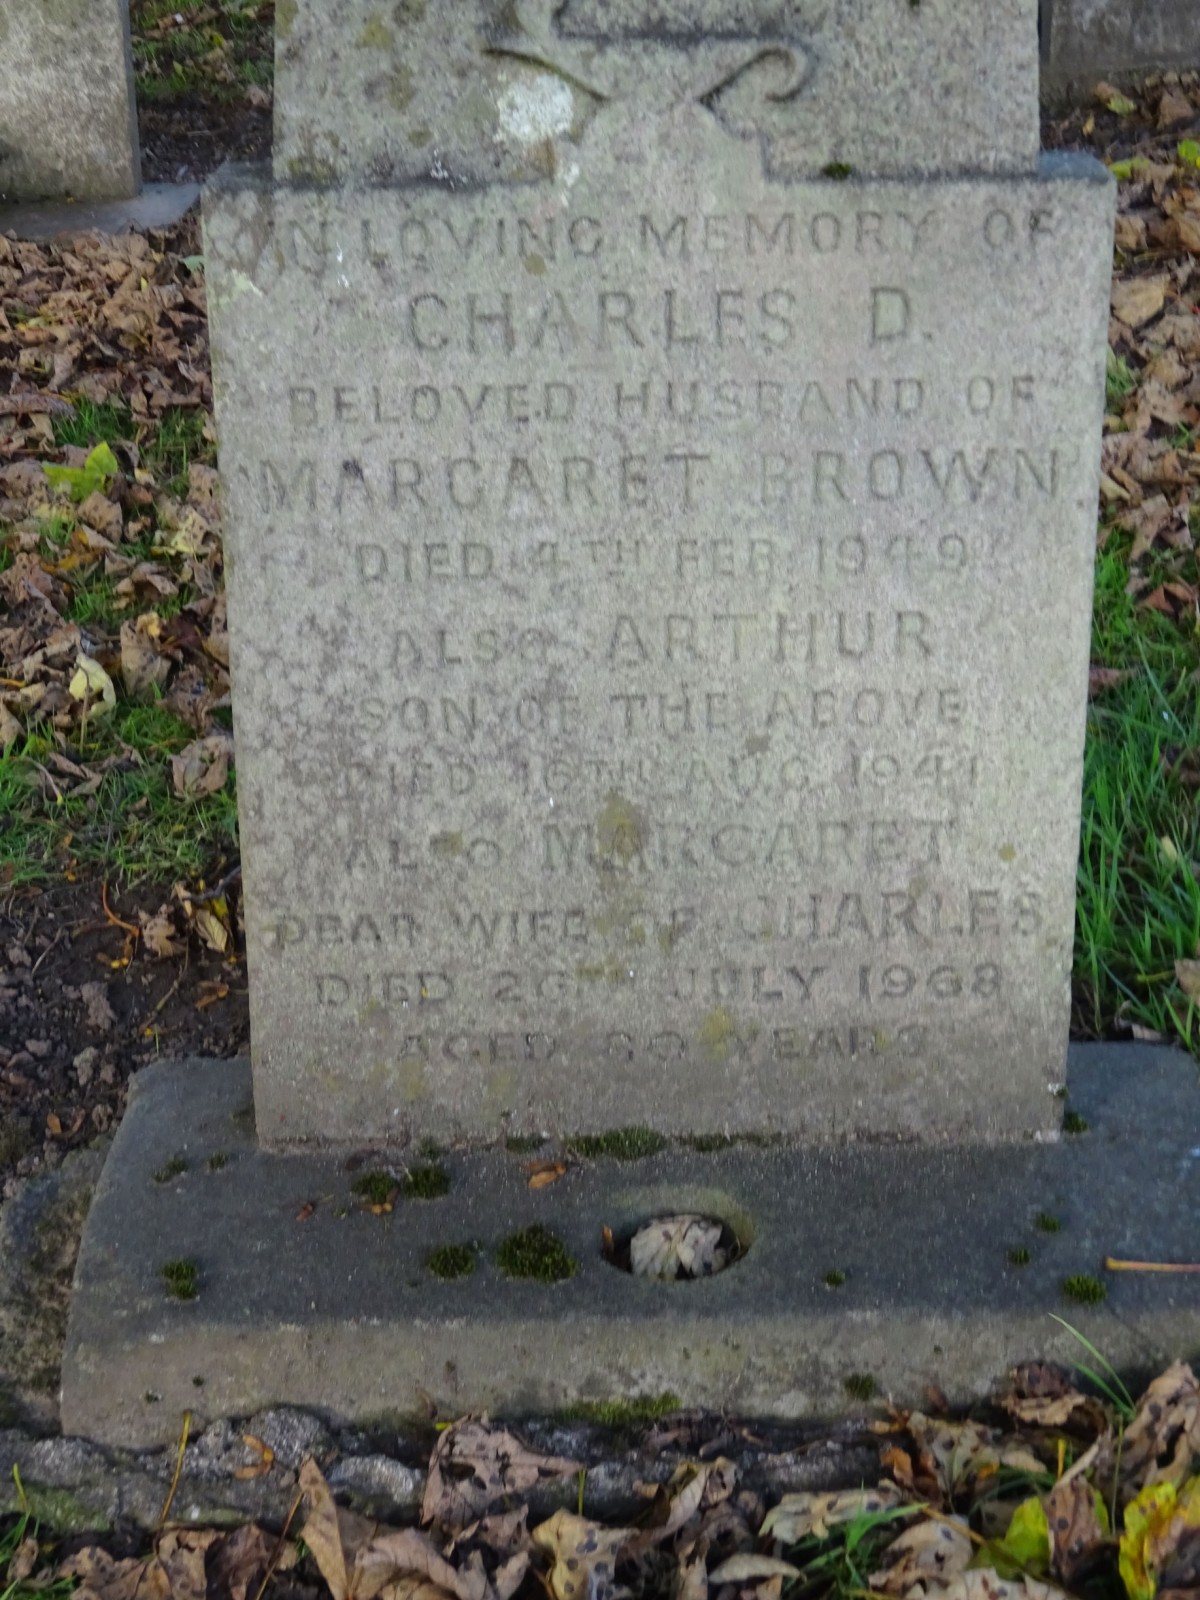 IN LOVING MEMORY OF
CHARLES D.
BELOVED HUSBAND OF
MARGARET BROWN
DIED 4TH FEB 1949
ALSO ARTHUR
SON OF THE ABOVE
DIED 16TH AUG 1941
ALSO MARGARET
DEAR WIFE OF CHARLES
DIED JULY 1968
AGED YEARS